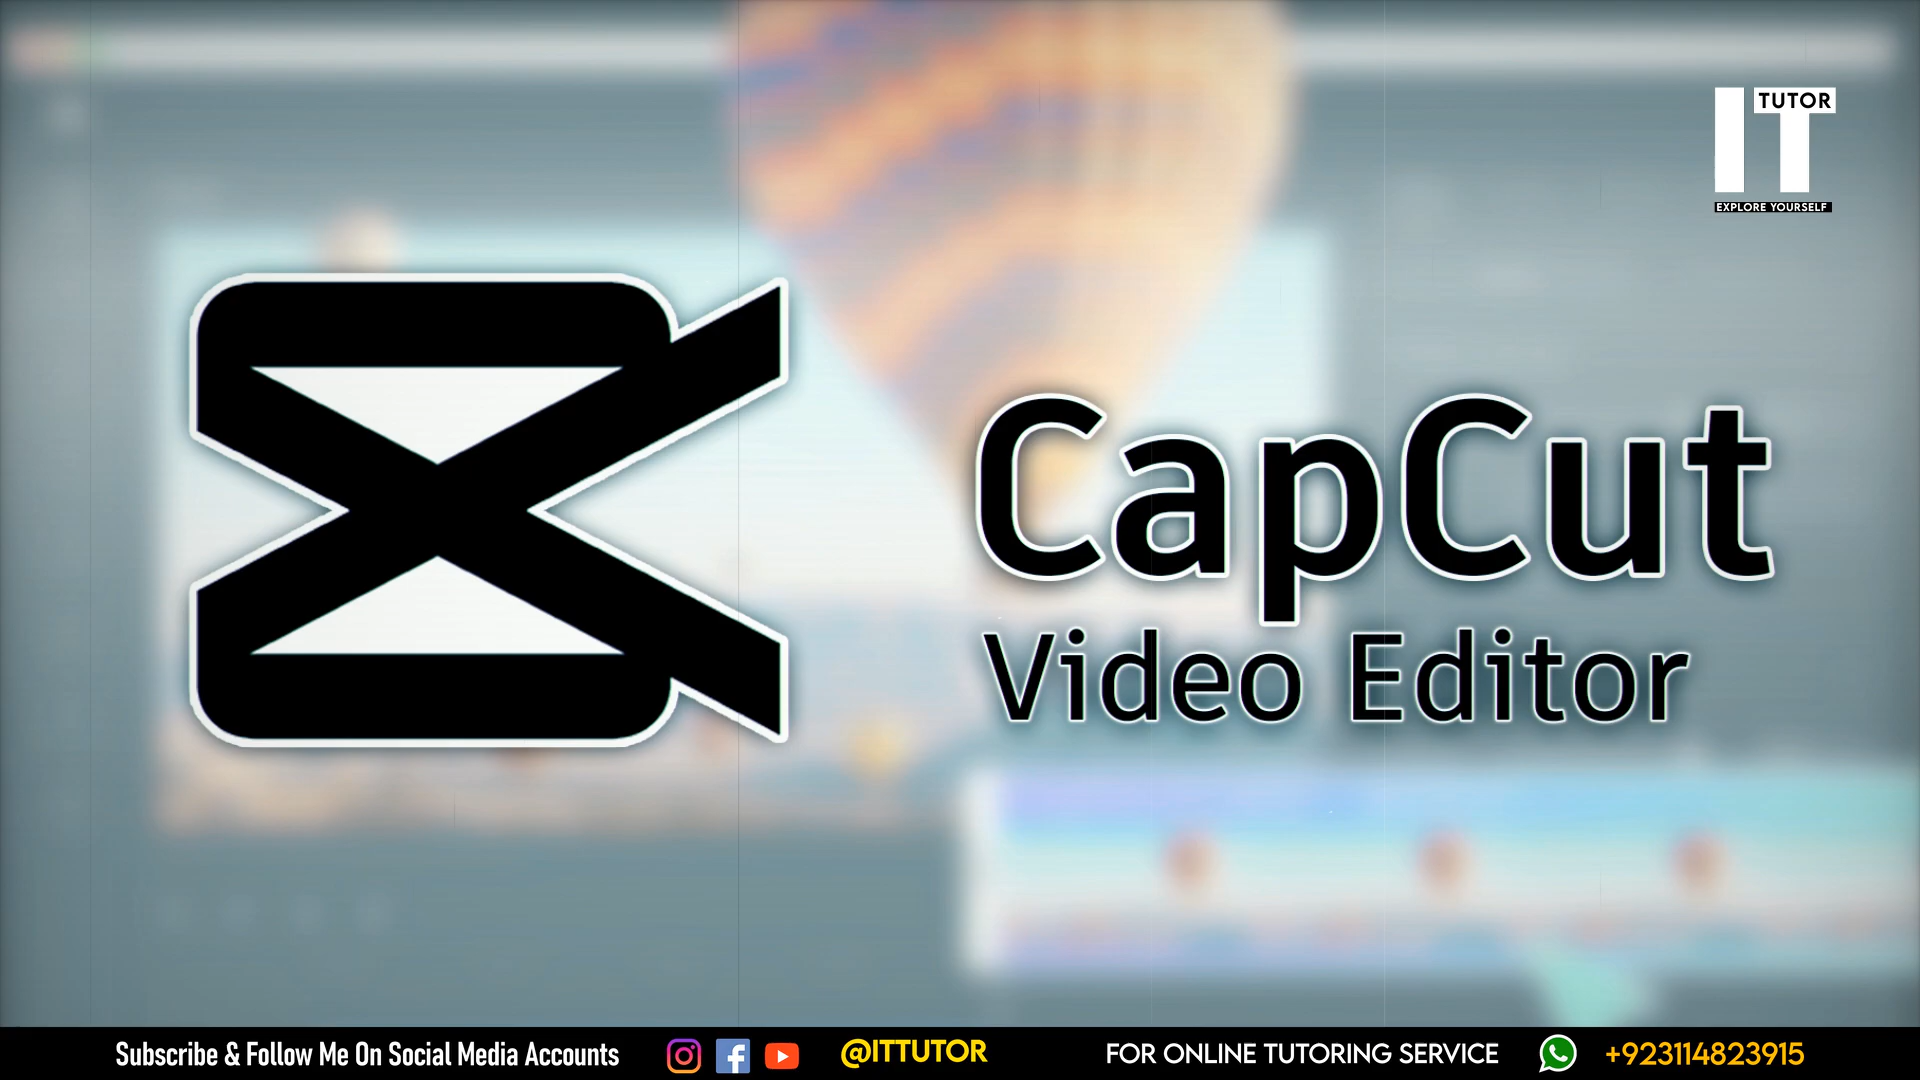 TUTOR
IT
EXPLORE YOURSELF
CapCut
Video Editor
Subscribe & Follow Me On Social Media Accounts @ITTUTOR FOR ONLINE TUTORING SERVICE +923114823915